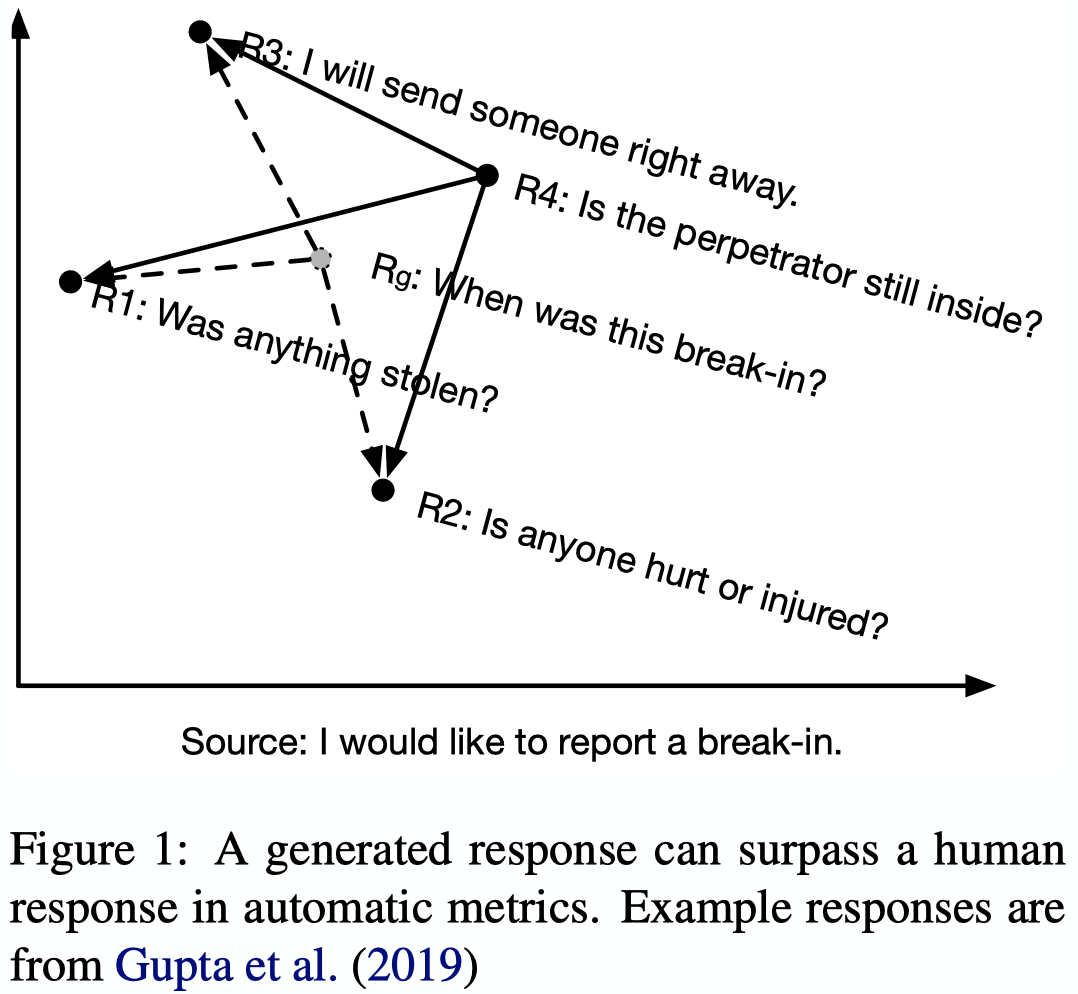 R3: I will send someone right away.
R4: Is the perpetrator still inside?
Rg: When was this break-in?
R1: Was anything stolen?
R2: Is anyone hurt or injured?
Source: I would like to report a break-in.
Figure 1: A generated response can surpass a human
response in automatic metrics. Example responses are
from Gupta et al. (2019)